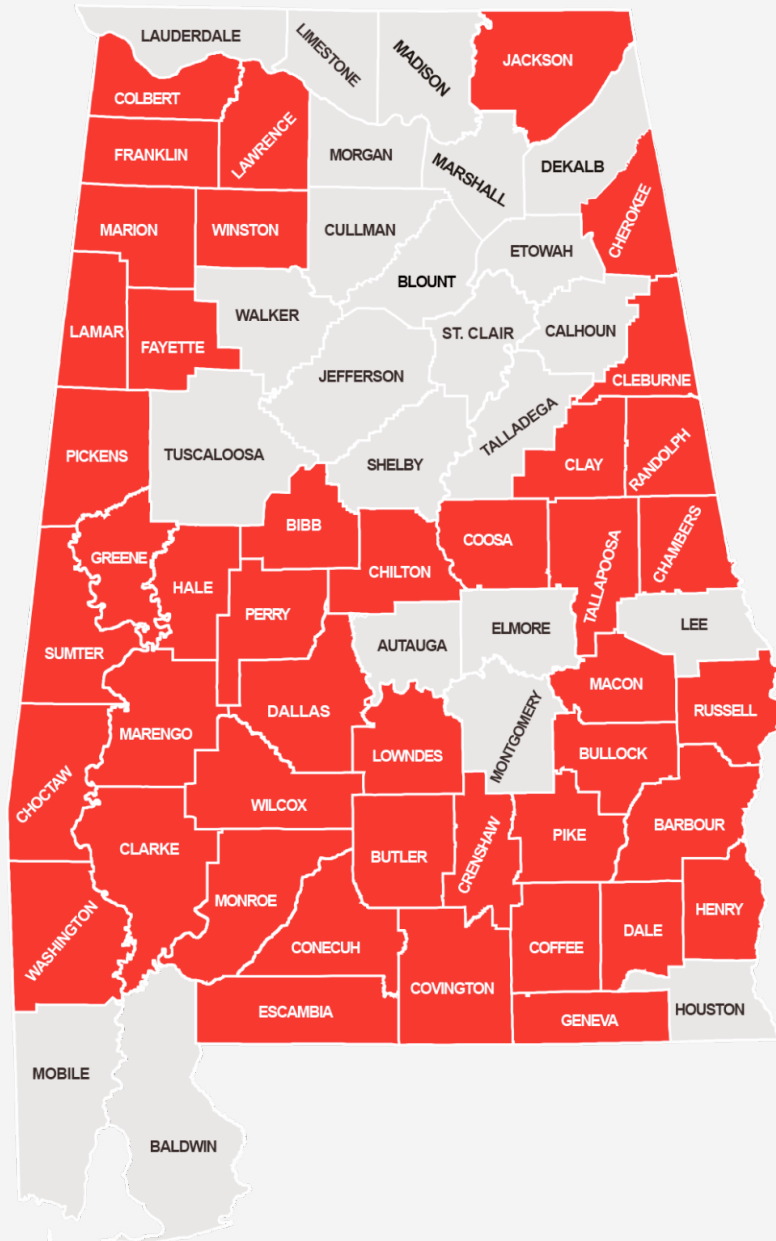 LAUDERDALE
LIMESTONE
MADISON
JACKSON
COLBERT
LAWRENCE
FRANKLIN
MORGAN
MARSHALL
DEKALB
MARION
WINSTON
CULLMAN
CHEROKEE
ETOWAH
BLOUNT
WALKER
LAMAR
FAYETTE
ST. CLAIR
CALHOUN
JEFFERSON
CLEBURNE
TALLADEGA
PICKENS
TUSCALOOSA
SHELBY
CLAY
RANDOLPH
BIBB
COOSA
GREENE
HALE
CHILTON
TALLAPOOSA
CHAMBERS
PERRY
SUMTER
AUTAUGA
ELMORE
LEE
MACON
DALLAS
MARENGO
LOWNDES
MONTGOMERY
RUSSELL
BULLOCK
CHOCTAW
WILCOX
CLARKE
BUTLER
CRENSHAW
PIKE
BARBOUR
MONROE
WASHINGTON
CONECUH
COFFEE
DALE
HENRY
COVINGTON
ESCAMBIA
GENEVA
HOUSTON
MOBILE
BALDWIN